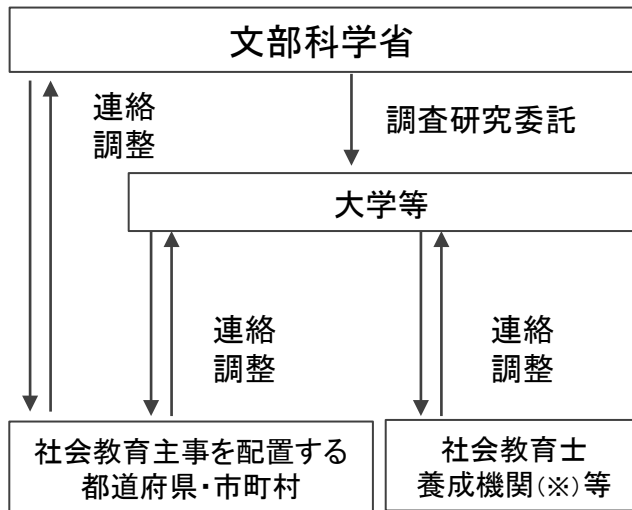 文部科学省
連絡
調整
調査研究委託
大学等
連絡
調整
連絡
調整
社会教育主事を配置する
都道府県・市町村
社会教育士
養成機関(※)等